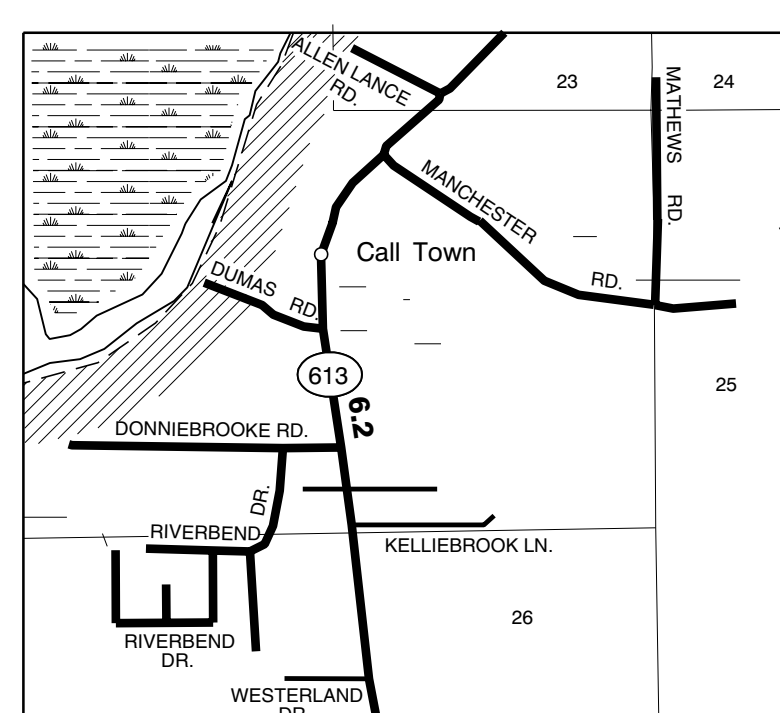 ALLEN LANCE
RD.
23
24
MATHEWS RD.
MANCHESTER RD.
Call Town
DUMAS RD.
613
6.2
25
DONNIEBROOKE RD.
RIVERBEND DR.
KELLIEBROOK LN.
26
RIVERBEND
DR.
WESTERLAND
DR.